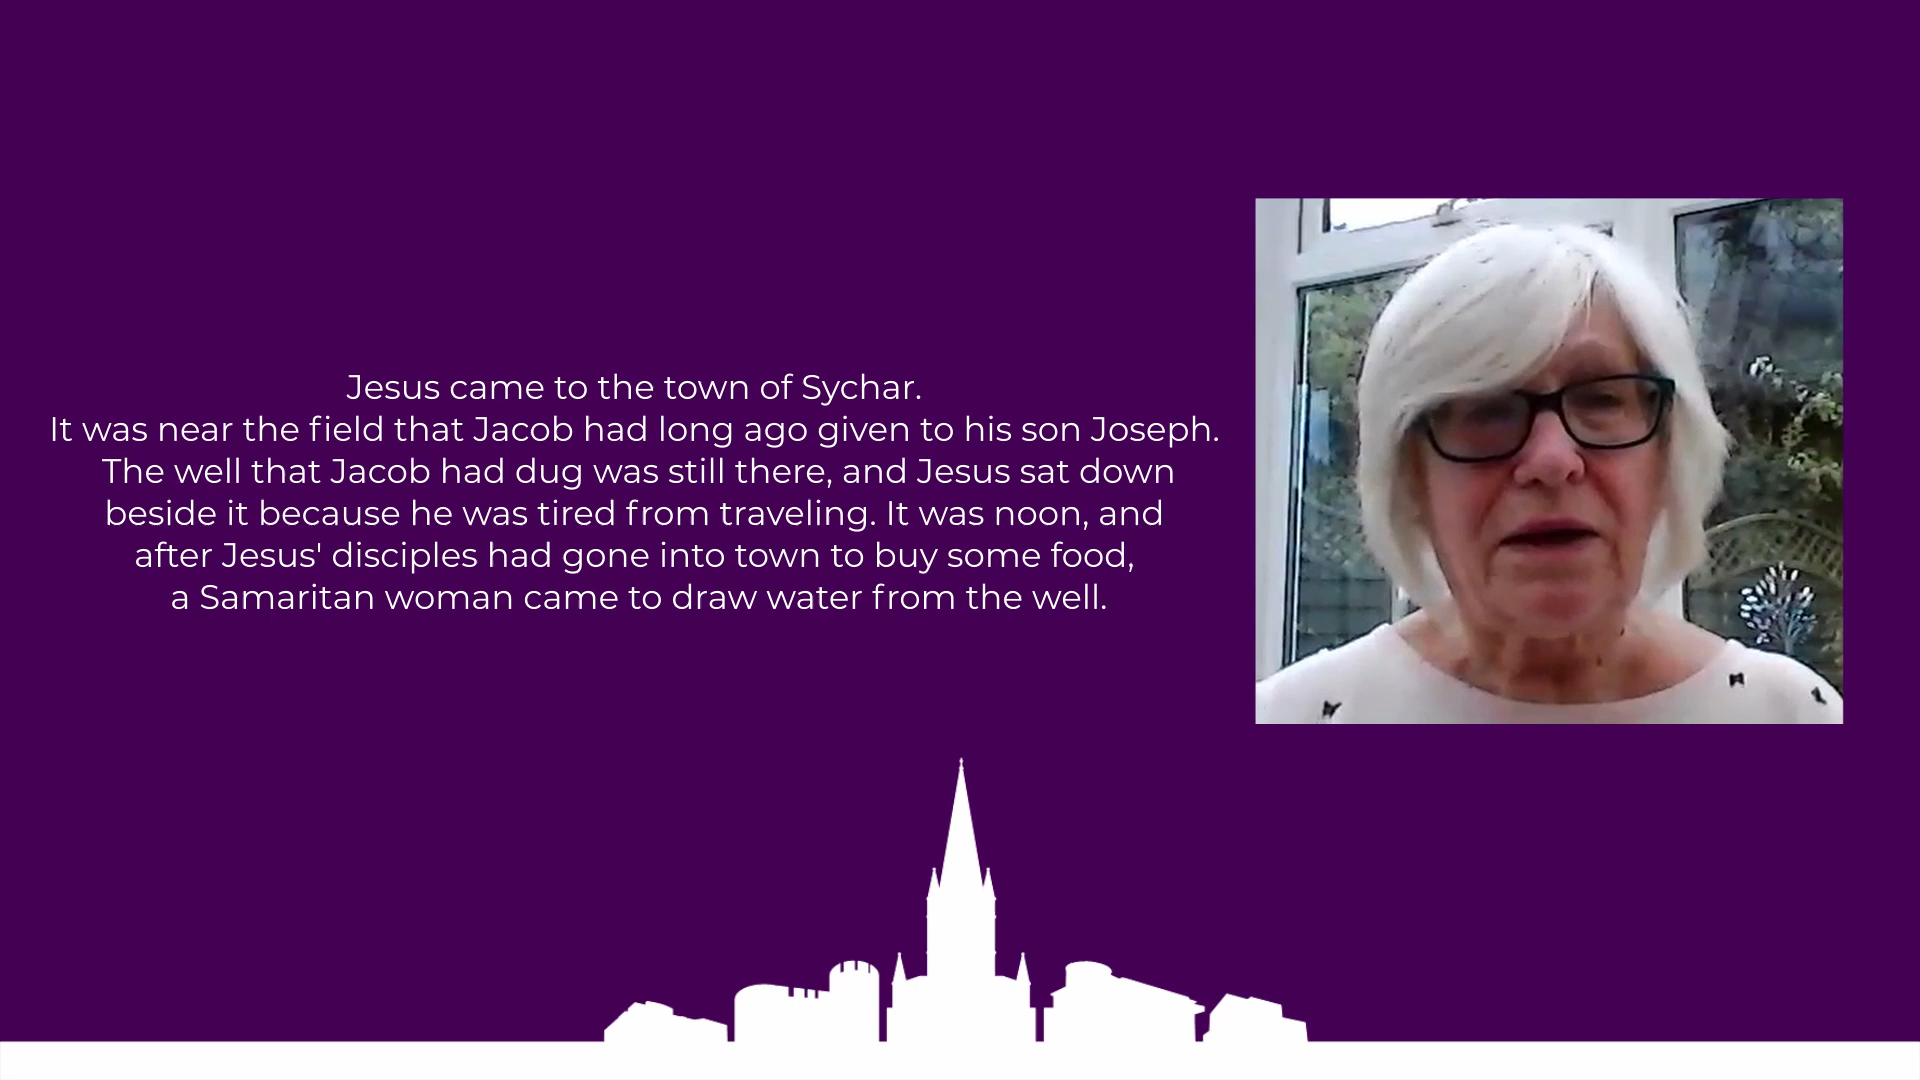 Jesus came to the town of Sychar.
It was near the field that Jacob had long ago given to his son Joseph.
The well that Jacob had dug was still there, and Jesus sat down
beside it because he was tired from traveling. It was noon, and
after Jesus' disciples had gone into town to buy some food,
a Samaritan woman came to draw water from the well.